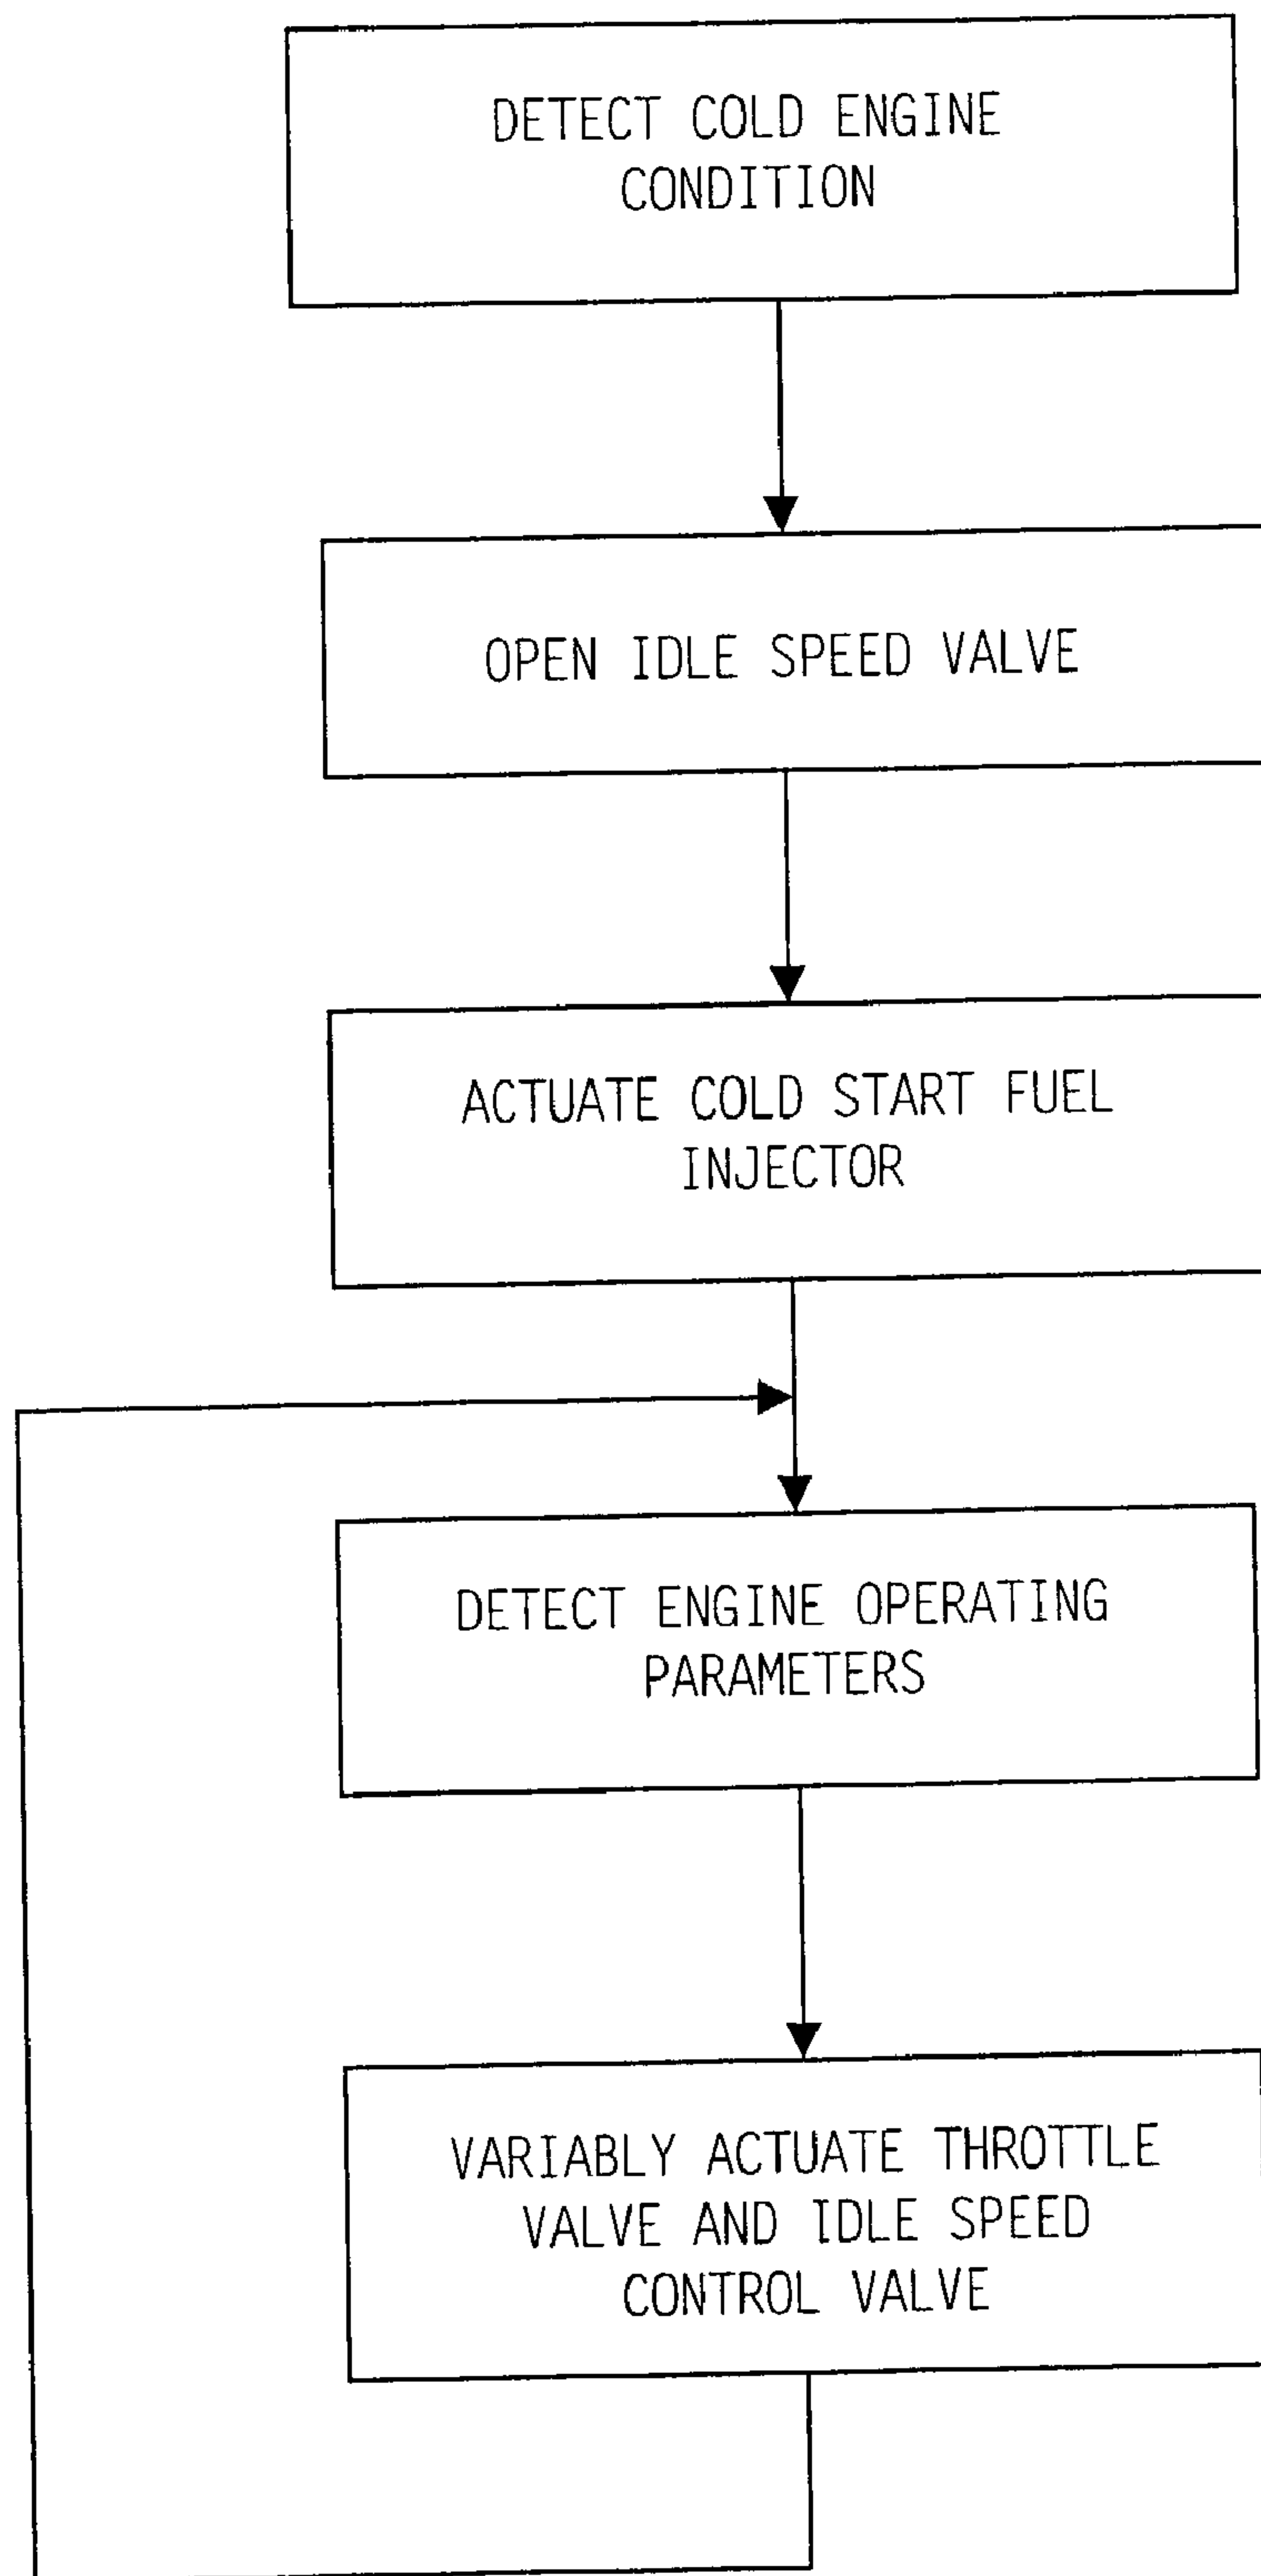 DETECT COLD ENGINE
CONDITION
OPEN IDLE SPEED VALVE
ACTUATE COLD START FUEL
INJECTOR
DETECT ENGINE OPERATING
PARAMETERS
VARIABLY ACTUATE THROTTLE
VALVE AND IDLE SPEED
CONTROL VALVE